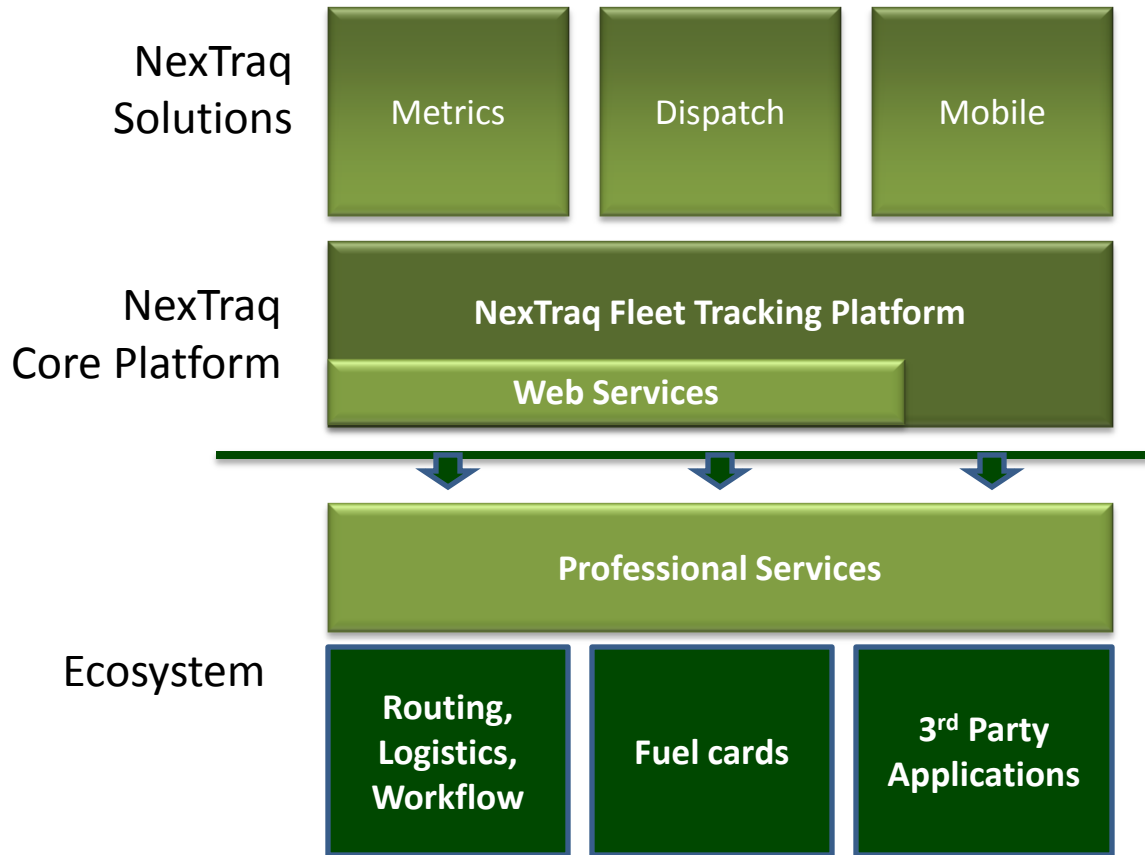 NexTraq
Solutions
Metrics
Dispatch
Mobile
NexTraq
Core Platform
NexTraq Fleet Tracking Platform
Web Services
Professional Services
Ecosystem
Routing,
Logistics,
Workflow
Fuel cards
3rd Party
Applications